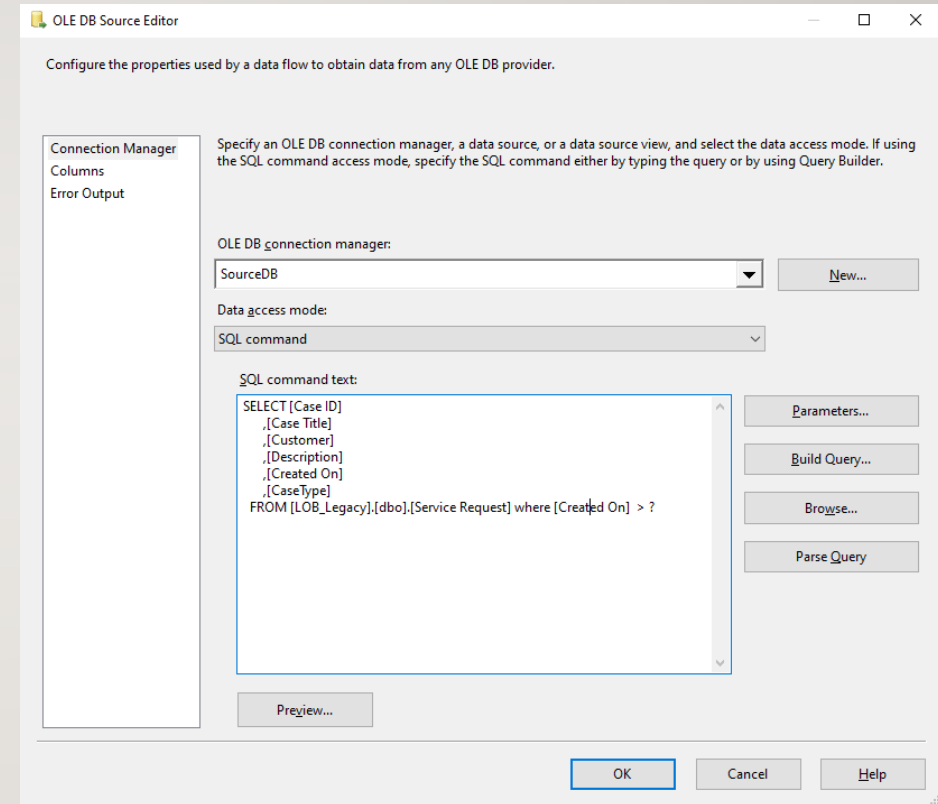 OLE DB Source Editor
Configure the properties used by a data flow to obtain data from any OLE DB provider.
Connection Manager
Columns
Error Output
Specify an OLE DB connection manager, a data source, or a data source view, and select the data access mode. If using
the SQL command access mode, specify the SQL command either by typing the query or by using Query Builder.
OLE DB connection manager:
SourceDB
New...
Data access mode:
SQL command
SQL command text:
SELECT [Case ID]
,[Case Title]
,[Customer]
,[Description]
,[Created On]
,[CaseType]
FROM [LOB_Legacy].[dbo].[Service Request] where [Created On] > ?
Parameters...
Build Query...
Browse...
Parse Query
Preview...
OK
Cancel
Help